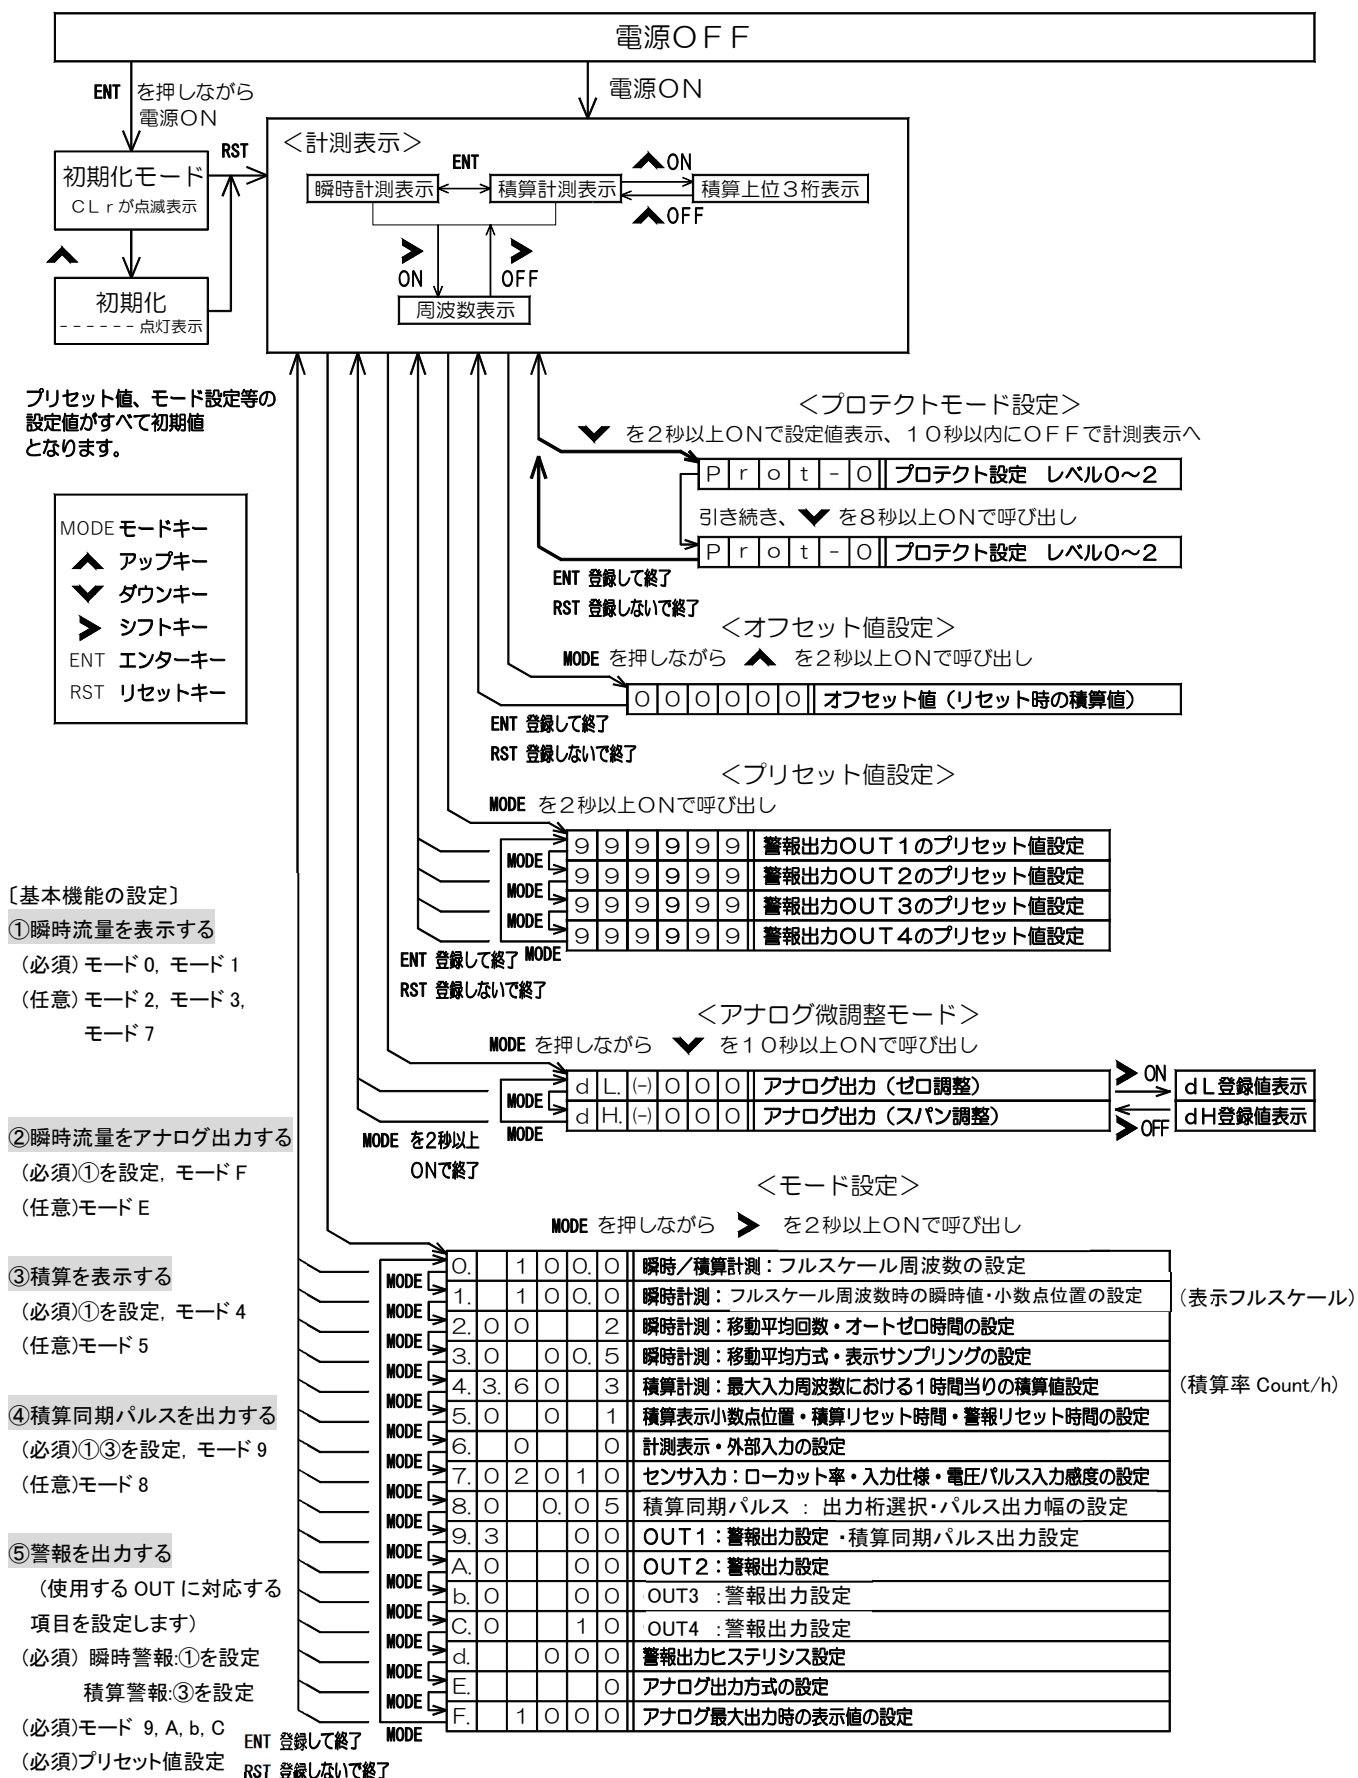 電源OFF
ENT を押しながら
電源ON
電源ON
初期化モード
CLrが点滅表示
RST
初期化
------ 点灯表示
<計測表示>
瞬時計測表示
ENT
積算計測表示
ON
OFF
積算上位3桁表示
ON
OFF
周波数表示
プリセット値、モード設定等の
設定値がすべて初期値
となります。
MODE モードキー
アップキー
ダウンキー
シフトキー
ENT エンターキー
RST リセットキー
<プロテクトモード設定>
を2秒以上ONで設定値表示、10秒以内にOFFで計測表示へ
Prot-0 プロテクト設定 レベル0~2
引き続き、 を8秒以上ONで呼び出し
Prot-0 プロテクト設定 レベル0~2
ENT 登録して終了
RST 登録しないで終了
<オフセット値設定>
MODE を押しながら を2秒以上ONで呼び出し
000000 オフセット値(リセット時の積算値)
ENT 登録して終了
RST 登録しないで終了
<プリセット値設定>
MODE を2秒以上ONで呼び出し
999999 警報出力OUT1のプリセット値設定
MODE
999999 警報出力OUT2のプリセット値設定
MODE
999999 警報出力OUT3のプリセット値設定
MODE
999999 警報出力OUT4のプリセット値設定
MODE
ENT 登録して終了
RST 登録しないで終了
<アナログ微調整モード>
MODE を押しながら を10秒以上ONで呼び出し
dL.(-)000 アナログ出力(ゼロ調整)
ON
dL登録値表示
MODE
dH.(-)000 アナログ出力(スパン調整)
OFF
dH登録値表示
MODE
MODE を2秒以上
ONで終了
<モード設定>
MODE を押しながら を2秒以上ONで呼び出し
0. 100.0 瞬時/積算計測:フルスケール周波数の設定
MODE
1. 100.0 瞬時計測:フルスケール周波数時の瞬時値・小数点位置の設定 (表示フルスケール)
MODE
2.00 2 瞬時計測:移動平均回数・オートゼロ時間の設定
MODE
3.0 00.5 瞬時計測:移動平均方式・表示サンプリングの設定
MODE
4.3.60 3 積算計測:最大入力周波数における1時間当りの積算値設定 (積算率 Count/h)
MODE
5.0 0 1 積算表示小数点位置・積算リセット時間・警報リセット時間の設定
MODE
6. 0 0 計測表示・外部入力の設定
MODE
7.02010 センサ入力:ローカット率・入力仕様・電圧パルス入力感度の設定
MODE
8.0 0.05 積算同期パルス : 出力桁選択・パルス出力幅の設定
MODE
9.3 00 OUT1:警報出力設定 ・積算同期パルス出力設定
MODE
A.0 00 OUT2:警報出力設定
MODE
b.0 00 OUT3 :警報出力設定
MODE
C.0 10 OUT4 :警報出力設定
MODE
d. 000 警報出力ヒステリシス設定
MODE
E. 0 アナログ出力方式の設定
MODE
F. 1000 アナログ最大出力時の表示値の設定
MODE
ENT 登録して終了
RST 登録しないで終了
〔基本機能の設定〕
①瞬時流量を表示する
(必須) モード0, モード1
(任意) モード2, モード3,
モード7
②瞬時流量をアナログ出力する
(必須)①を設定, モードF
(任意)モードE
③積算を表示する
(必須)①を設定, モード4
(任意)モード5
④積算同期パルスを出力する
(必須)①③を設定, モード9
(任意)モード8
⑤警報を出力する
(使用するOUTに対応する
項目を設定します)
(必須) 瞬時警報:①を設定
積算警報:③を設定
(必須)モード 9, A, b, C
(必須)プリセット値設定